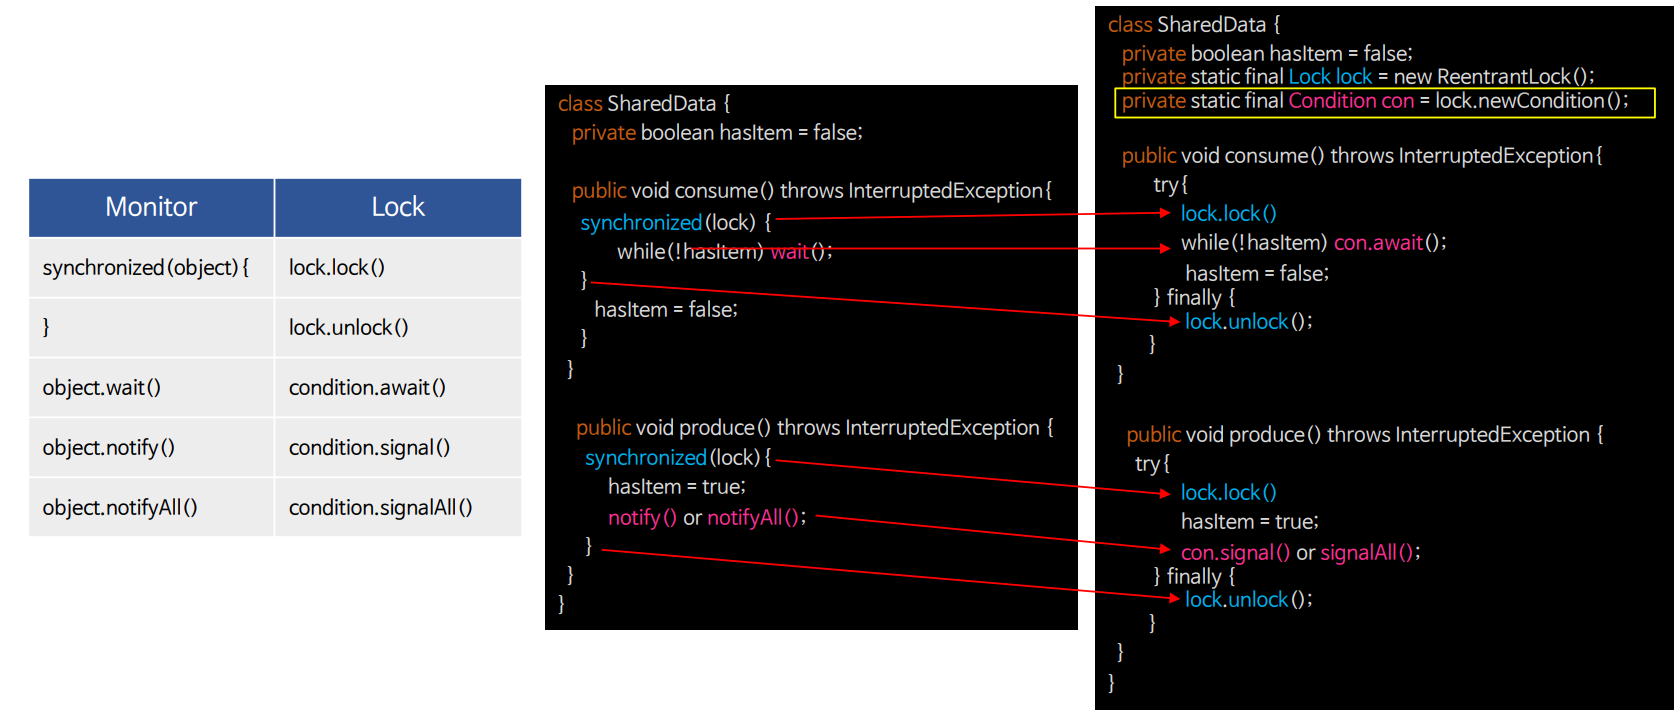 Monitor Lock
synchronized(object){ lock.lock()
} lock.unlock()
object.wait() condition.await()
object.notify() condition.signal()
object.notifyAll() condition.signalAll()
class SharedData {
private boolean hasItem = false;
public void consume() throws InterruptedException{
synchronized(lock) {
while(!hasItem) wait();
}
hasItem = false;
}
}
public void produce() throws InterruptedException {
synchronized(lock){
hasItem = true;
notify() or notifyAll();
}
}
}
class SharedData {
private boolean hasItem = false;
private static final Lock lock = new ReentrantLock();
private static final Condition con = lock.newCondition();
public void consume() throws InterruptedException{
try{
lock.lock()
while(!hasItem) con.await();
hasItem = false;
} finally {
lock.unlock();
}
}
public void produce() throws InterruptedException {
try{
lock.lock()
hasItem = true;
con.signal() or signalAll();
} finally {
lock.unlock();
}
}
}